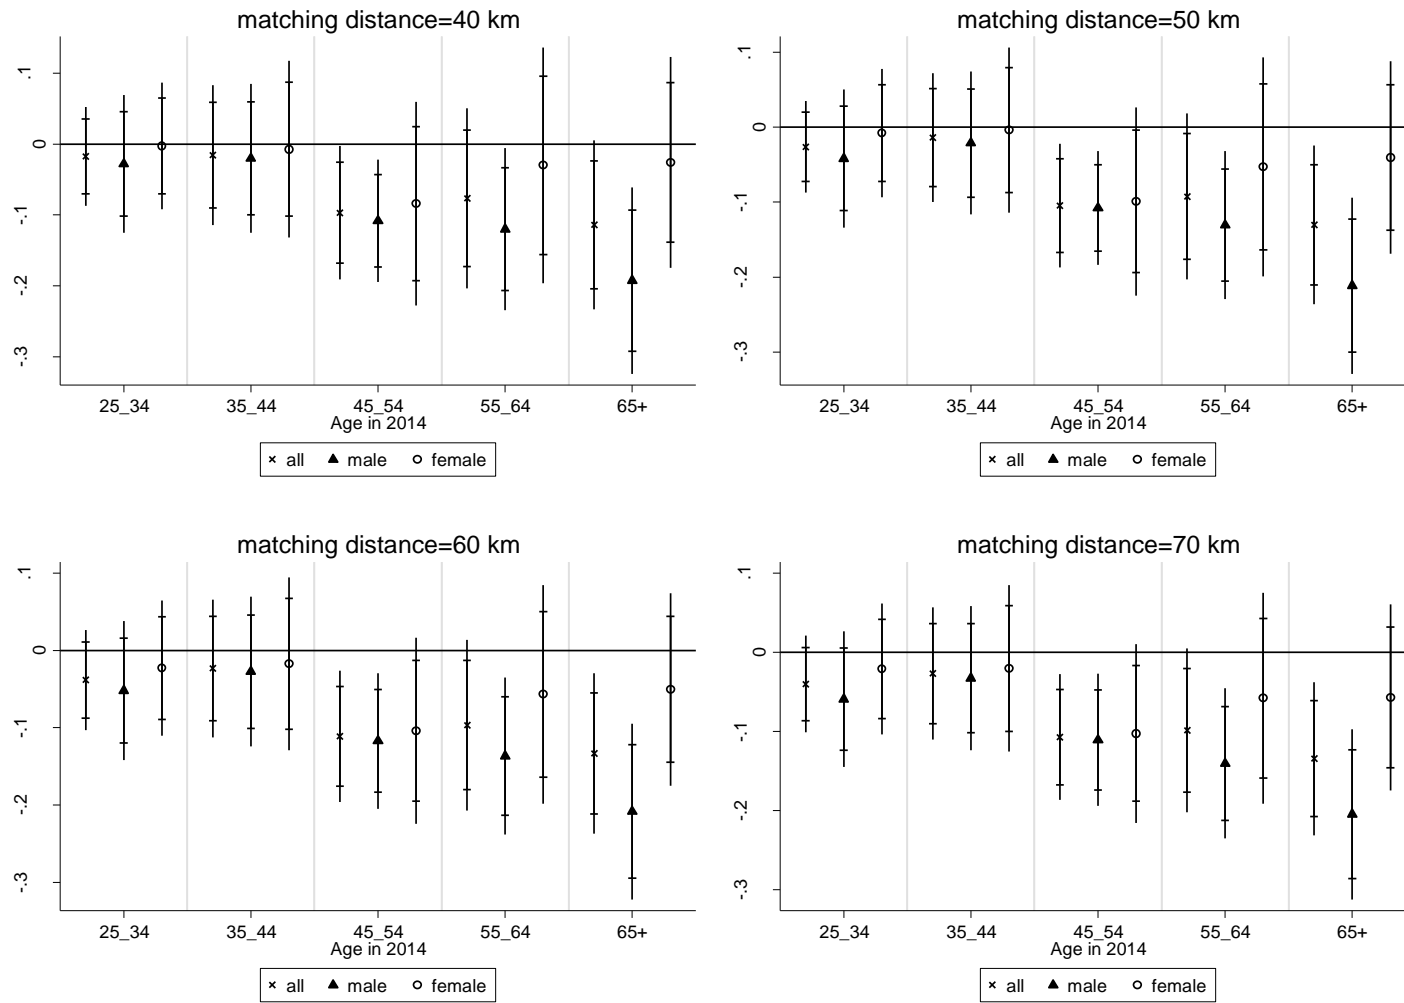 matching distance=40 km
.1
0
-.1
-.2
-.3
25_34 35_44 45_54 55_64 65+
Age in 2014
all male female
matching distance=50 km
.1
0
-.1
-.2
-.3
25_34 35_44 45_54 55_64 65+
Age in 2014
all male female
matching distance=60 km
.1
0
-.1
-.2
-.3
25_34 35_44 45_54 55_64 65+
Age in 2014
all male female
matching distance=70 km
.1
0
-.1
-.2
-.3
25_34 35_44 45_54 55_64 65+
Age in 2014
all male female